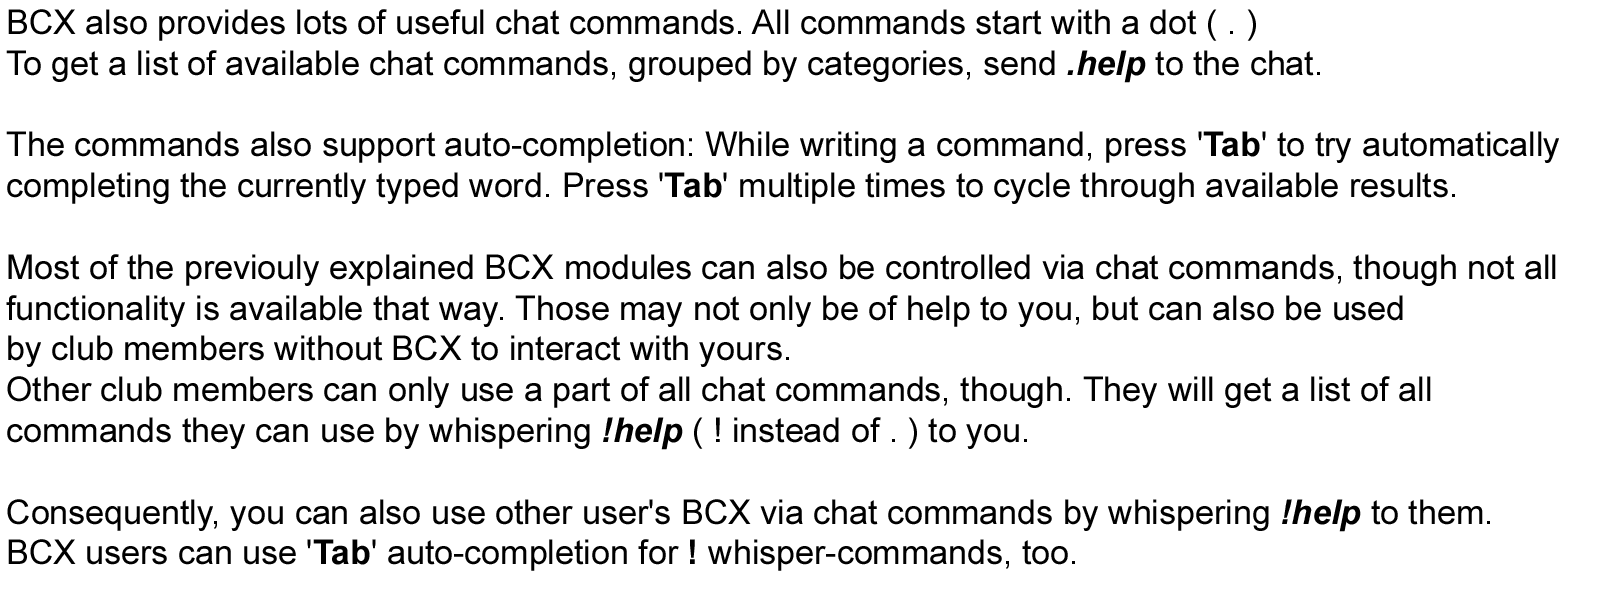 BCX also provides lots of useful chat commands. All commands start with a dot ( . )
To get a list of available chat commands, grouped by categories, send .help to the chat.
The commands also support auto-completion: While writing a command, press 'Tab' to try automatically
completing the currently typed word. Press 'Tab' multiple times to cycle through available results.
Most of the previouly explained BCX modules can also be controlled via chat commands, though not all
functionality is available that way. Those may not only be of help to you, but can also be used
by club members without BCX to interact with yours.
Other club members can only use a part of all chat commands, though. They will get a list of all
commands they can use by whispering !help ( ! instead of . ) to you.
Consequently, you can also use other user's BCX via chat commands by whispering !help to them.
BCX users can use 'Tab' auto-completion for ! whisper-commands, too.